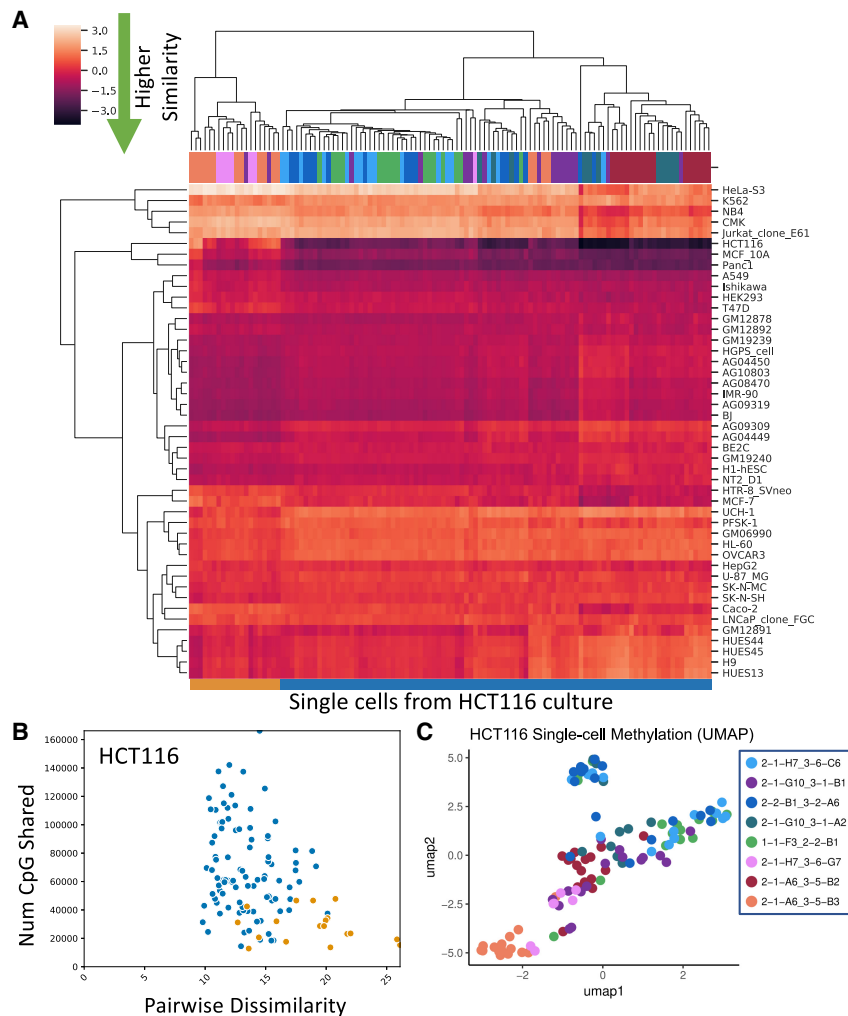 A
3.0
1.5
0.0
−1.5
−3.0
Higher
Similarity
HeLa-S3
K562
NB4
CMK
Jurkat_clone_E61
HCT116
MCF_10A
Panc1
A549
Ishikawa
HEK293
T47D
GM12878
GM12892
GM19239
HGPS_cell
AG04450
AG10803
AG08470
IMR-90
AG09319
BJ
AG09309
AG04449
BE2C
GM19240
H1-hESC
NT2_D1
HTR-8_SVneo
MCF-7
UCH-1
PFSK-1
GM06990
HL-60
OVCAR3
HepG2
U-87_MG
SK-N-MC
SK-N-SH
Caco-2
LNCaP_clone_FGC
GM12891
HUES44
HUES45
H9
HUES13
Single cells from HCT116 culture
B
HCT116
160000
140000
120000
100000
80000
60000
40000
20000
0
Num CpG Shared
0 5 10 15 20 25
Pairwise Dissimilarity
C
HCT116 Single-cell Methylation (UMAP)
5.0
2.5
0.0
−2.5
−5.0
umap2
−2 0 2
umap1
2−1−H7_3−6−C6
2−1−G10_3−1−B1
2−2−B1_3−2−A6
2−1−G10_3−1−A2
1−1−F3_2−2−B1
2−1−H7_3−6−G7
2−1−A6_3−5−B2
2−1−A6_3−5−B3